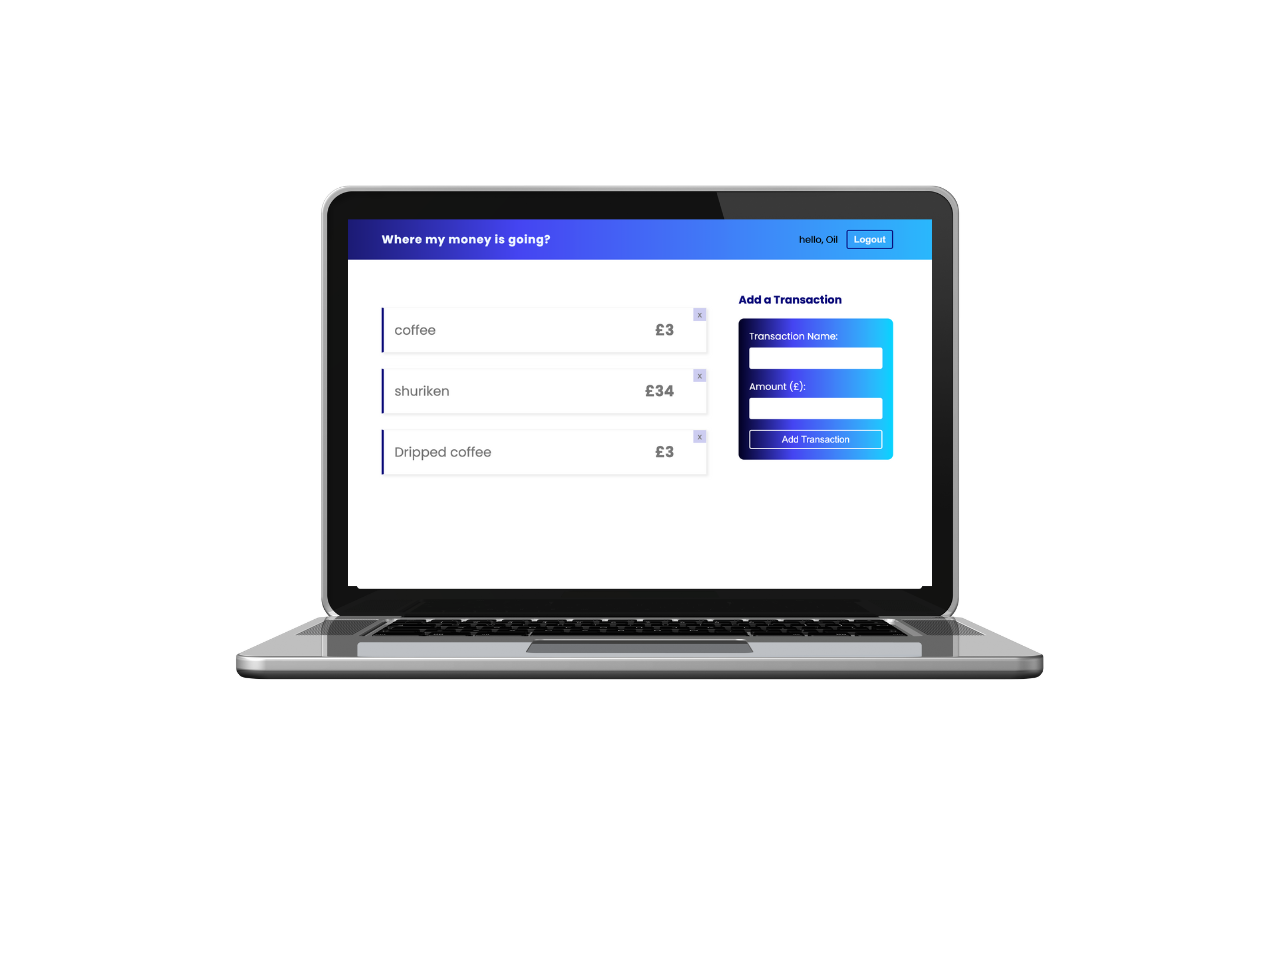 Where my money is going?
hello, Oil
Logout
coffee
£3
x
shuriken
£34
x
Dripped coffee
£3
x
Add a Transaction
Transaction Name:
Amount (£):
Add Transaction